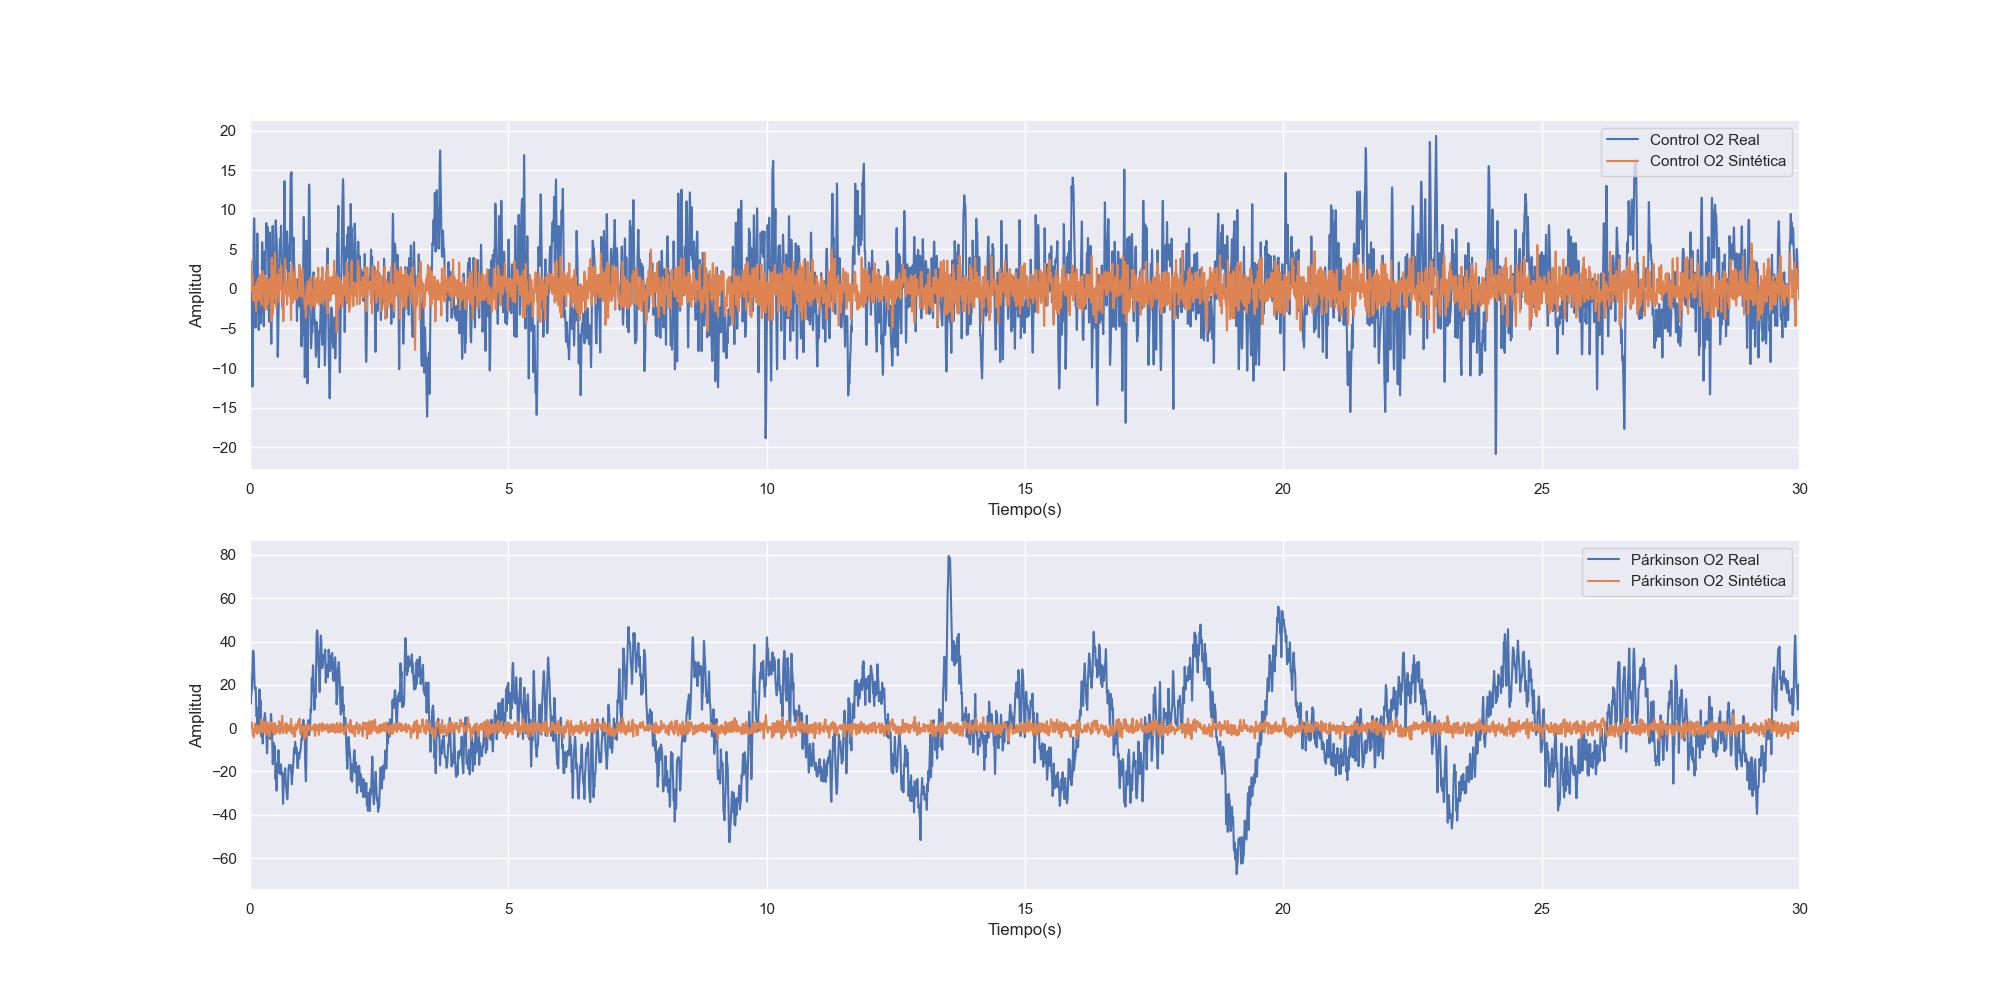 20
15
10
5
0
−5
−10
−15
−20
Amplitud
Control O2 Real
Control O2 Sintética
0 5 10 15 20 25 30
Tiempo(s)
80
60
40
20
0
−20
−40
−60
Amplitud
Párkinson O2 Real
Párkinson O2 Sintética
0 5 10 15 20 25 30
Tiempo(s)